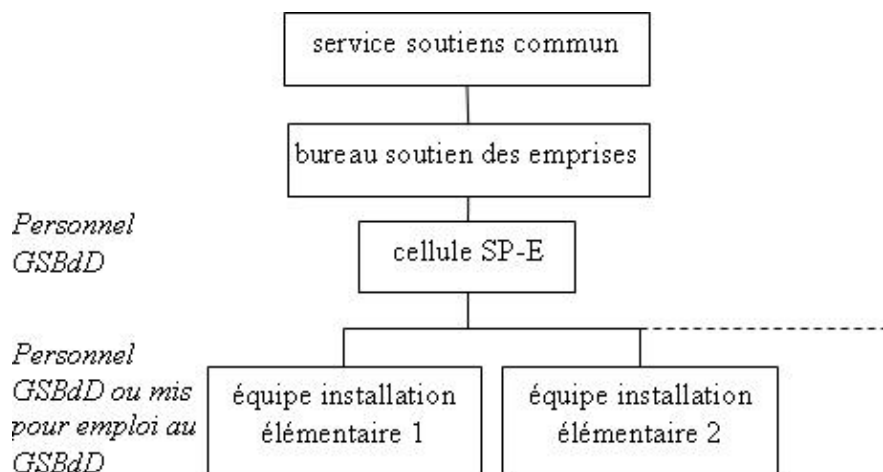 service soutiens commun
bureau soutien des emprises
Personnel
GSBdD
cellule SP-E
Personnel
GSBdD ou mis
pour emploi au
GSBdD
équipe installation
élémentaire 1
équipe installation
élémentaire 2